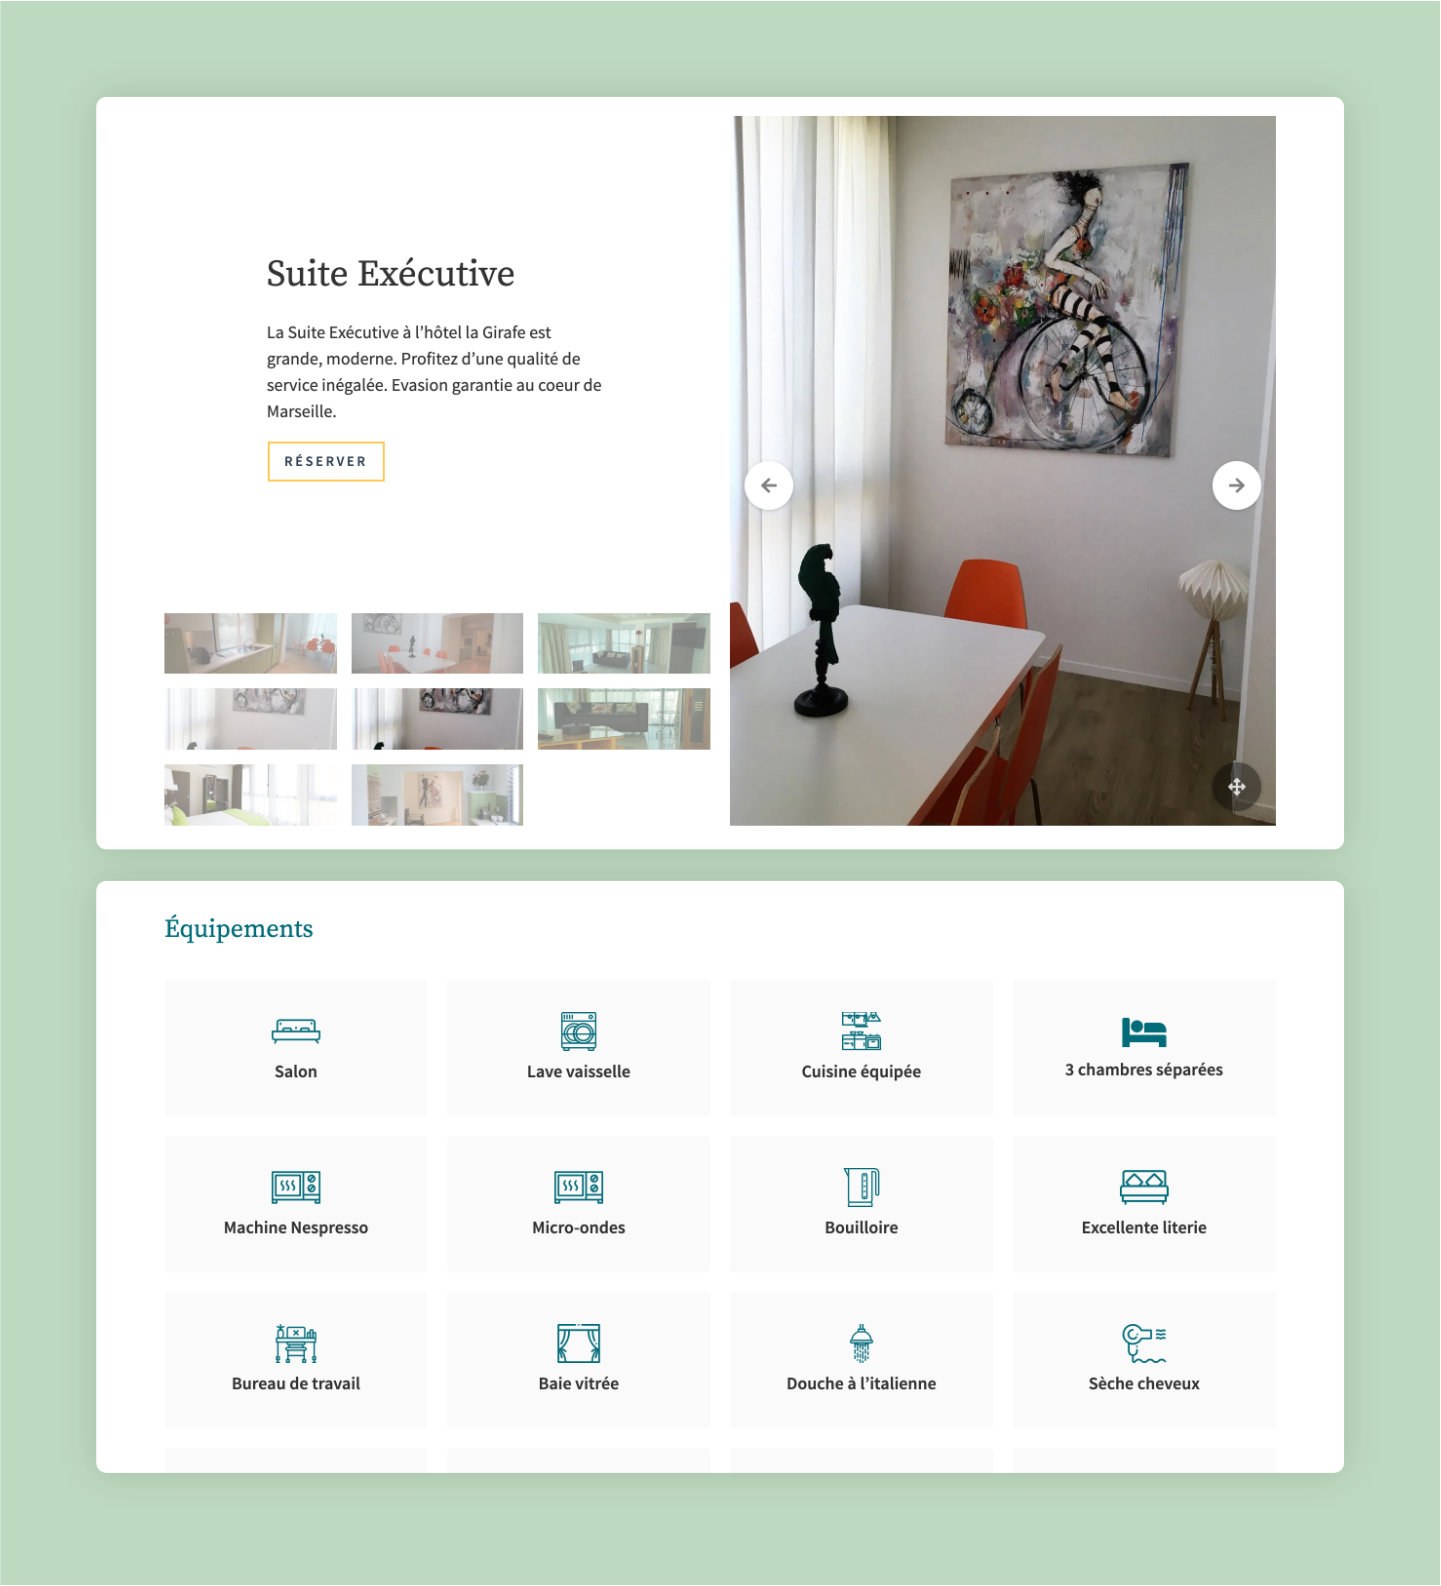 Suite Exécutive
La Suite Exécutive à l’hôtel la Girafe est
grande, moderne. Profitez d’une qualité de
service inégalée. Evasion garantie au coeur de
Marseille.
RÉSERVER
Équipements
Salon
Lave vaisselle
Cuisine équipée
3 chambres séparées
Machine Nespresso
Micro-ondes
Bouilloire
Excellente literie
Bureau de travail
Baie vitrée
Douche à l’italienne
Sèche cheveux